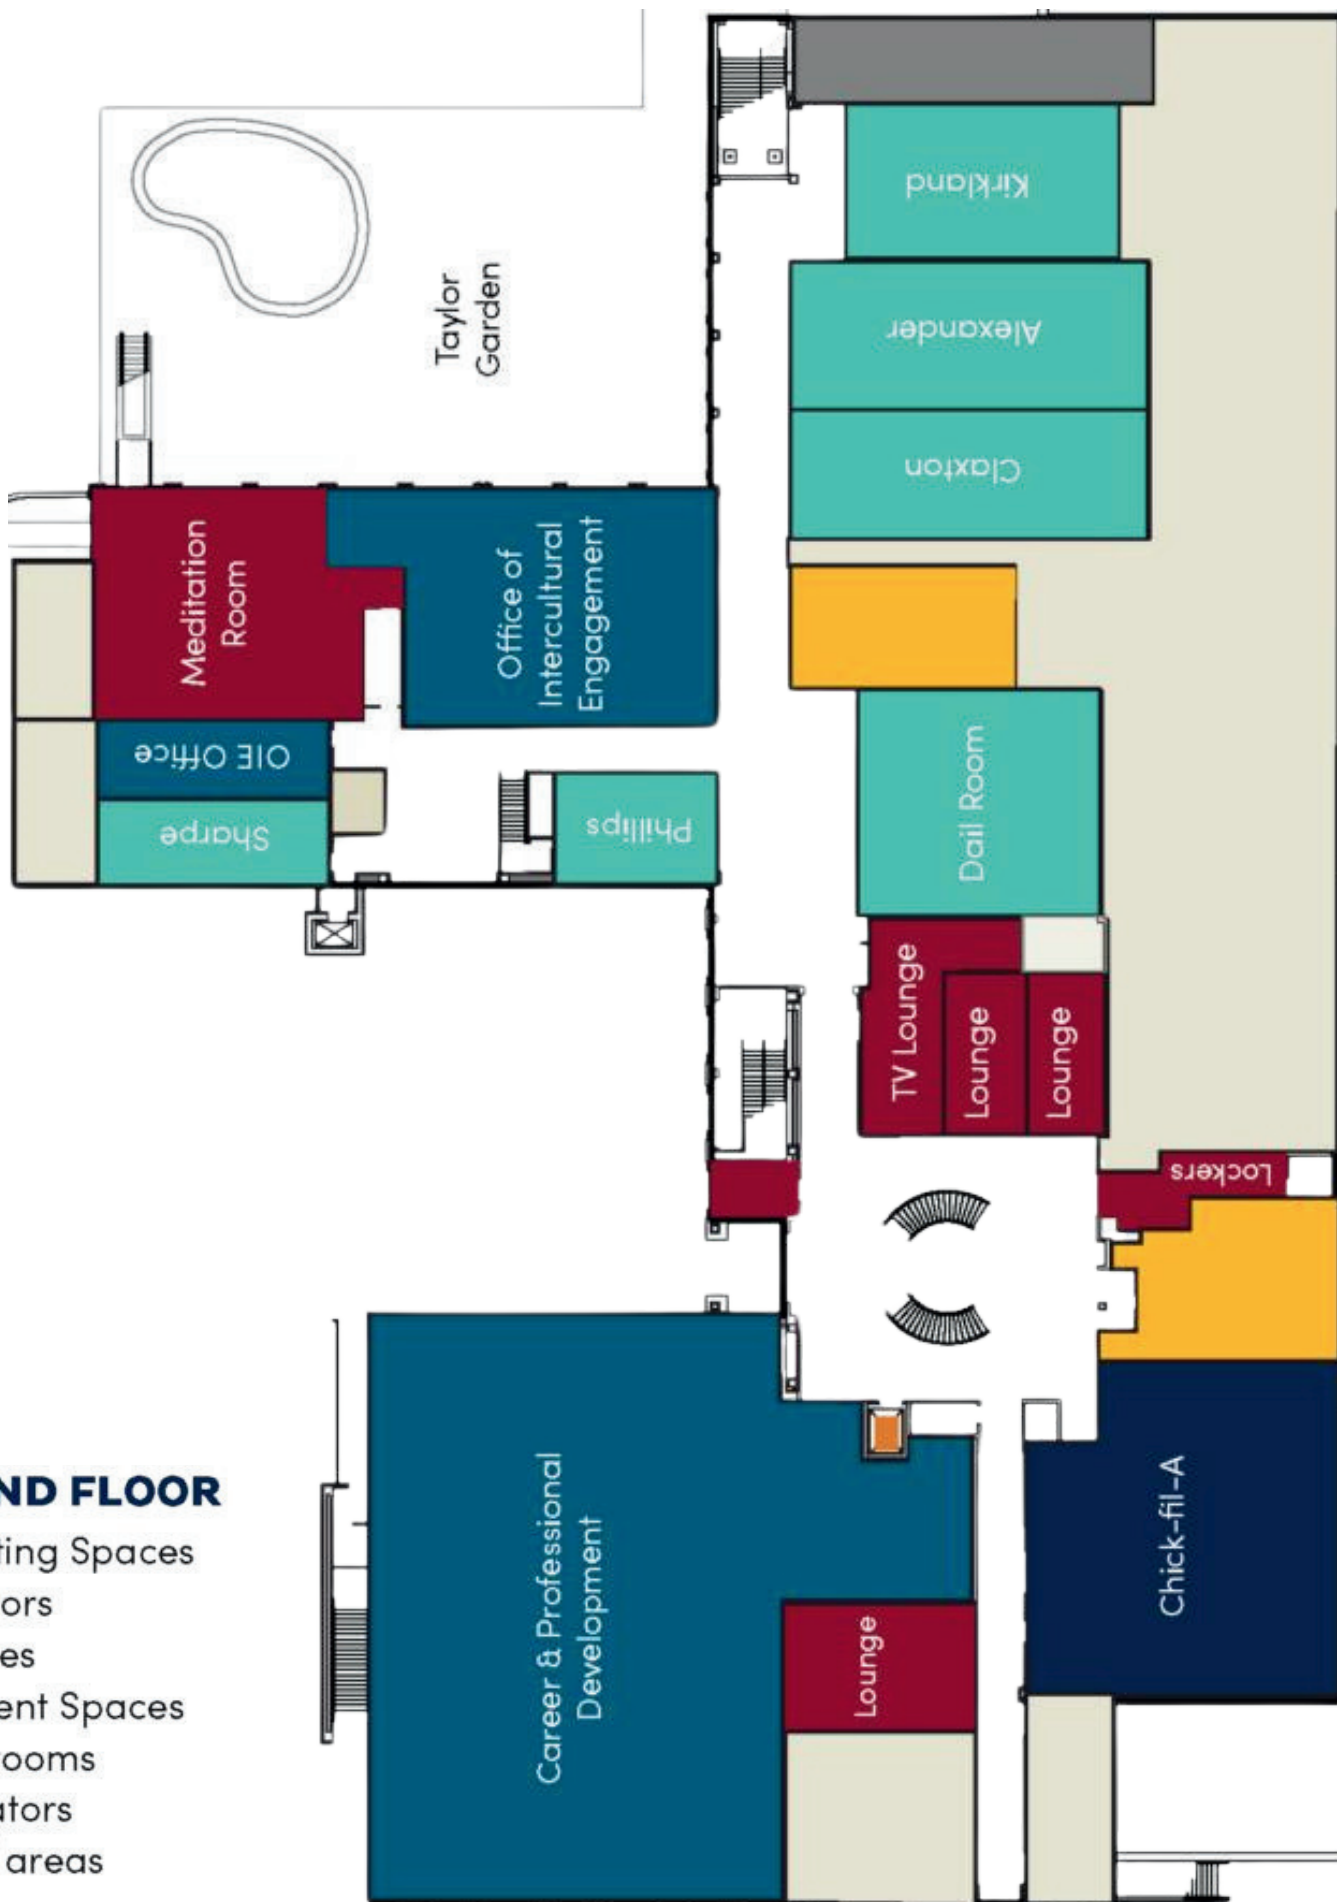 Kirkland
Taylor
Garden
Alexander
Claxton
Meditation
Room
Office of
Intercultural
Engagement
OIE Office
Sharpe
Phillips
Dail Room
TV Lounge
Lounge
Lounge
Lockers
Career & Professional
Development
Lounge
Chick-fil-A
ND FLOOR
ting Spaces
ors
es
ent Spaces
rooms
ators
areas